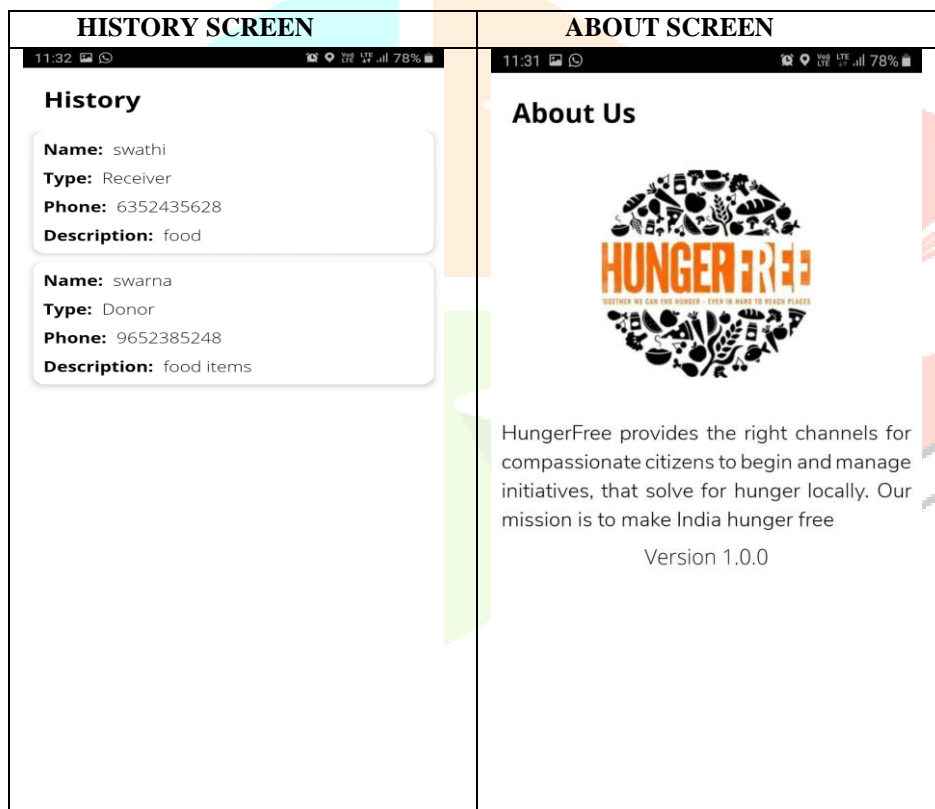 HISTORY SCREEN
11:32 78%
History
Name: swathi
Type: Receiver
Phone: 6352435628
Description: food
Name: swarna
Type: Donor
Phone: 9652385248
Description: food items
ABOUT SCREEN
11:31 78%
About Us
HUNGER FREE
TOGETHER WE CAN END HUNGER - EVEN IN HARD TO REACH PLACES
HungerFree provides the right channels for
compassionate citizens to begin and manage
initiatives, that solve for hunger locally. Our
mission is to make India hunger free
Version 1.0.0